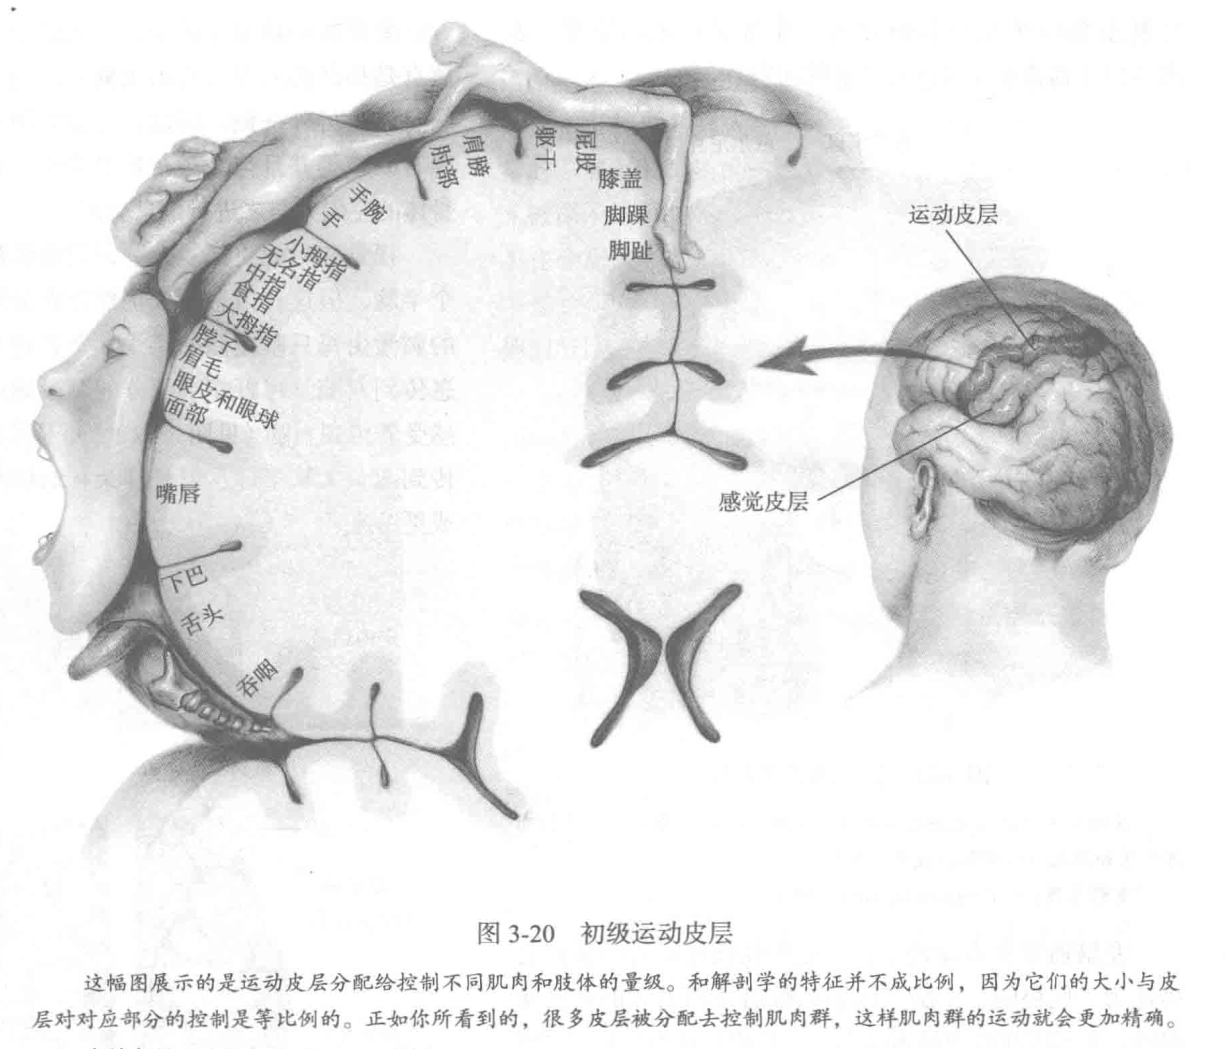 肘部
肩膀
躯干
屁股
膝盖
脚踝
脚趾
手腕
手
小拇指
无名指
中指
食指
大拇指
脖子
眉毛
眼皮和眼球
面部
嘴唇
下巴
舌头
吞咽
运动皮层
感觉皮层
图 3-20 初级运动皮层
这幅图展示的是运动皮层分配给控制不同肌肉和肢体的量级。和解剖学的特征并不成比例，因为它们的大小与皮
层对对应部分的控制是等比例的。正如你所看到的，很多皮层被分配去控制肌肉群，这样肌肉群的运动就会更加精确。